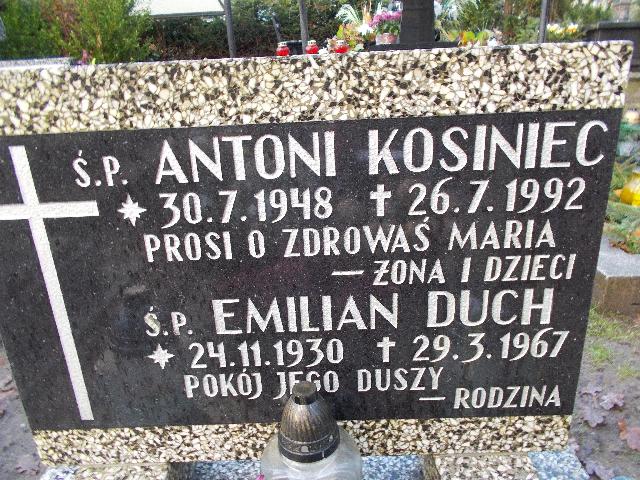 Ś.P. ANTONI KOSINIEC
* 30.7.1948 ✝ 26.7.1992
PROSI O ZDROWAŚ MARIA
— ŻONA I DZIECI
Ś.P. EMILIAN DUCH
* 24.11.1930 ✝ 29.3.1967
POKÓJ JEGO DUSZY
— RODZINA